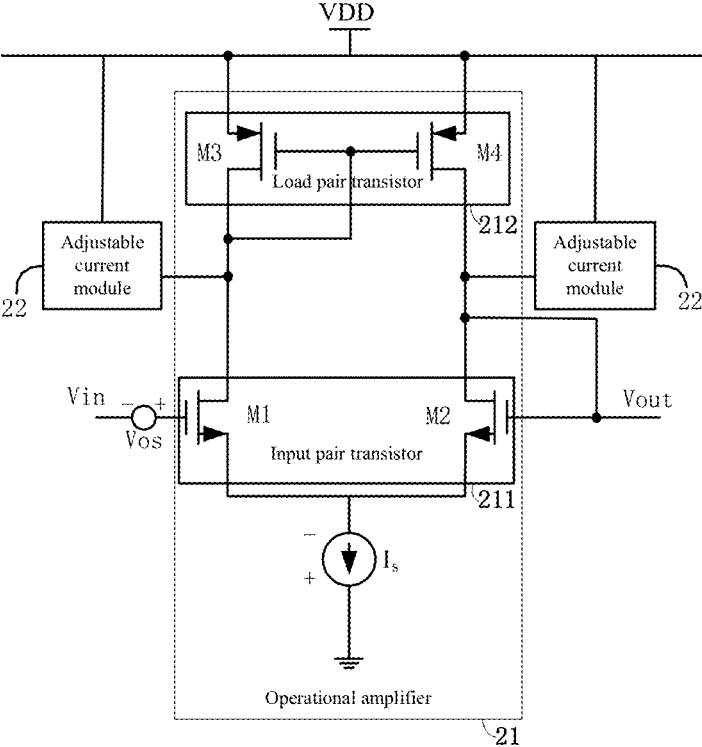 VDD
M3
M4
Load pair transistor
212
Adjustable
current
module
22
Adjustable
current
module
22
Vin
- +
Vos
M1
M2
Vout
Input pair transistor
211
-
+
Is
Operational amplifier
21